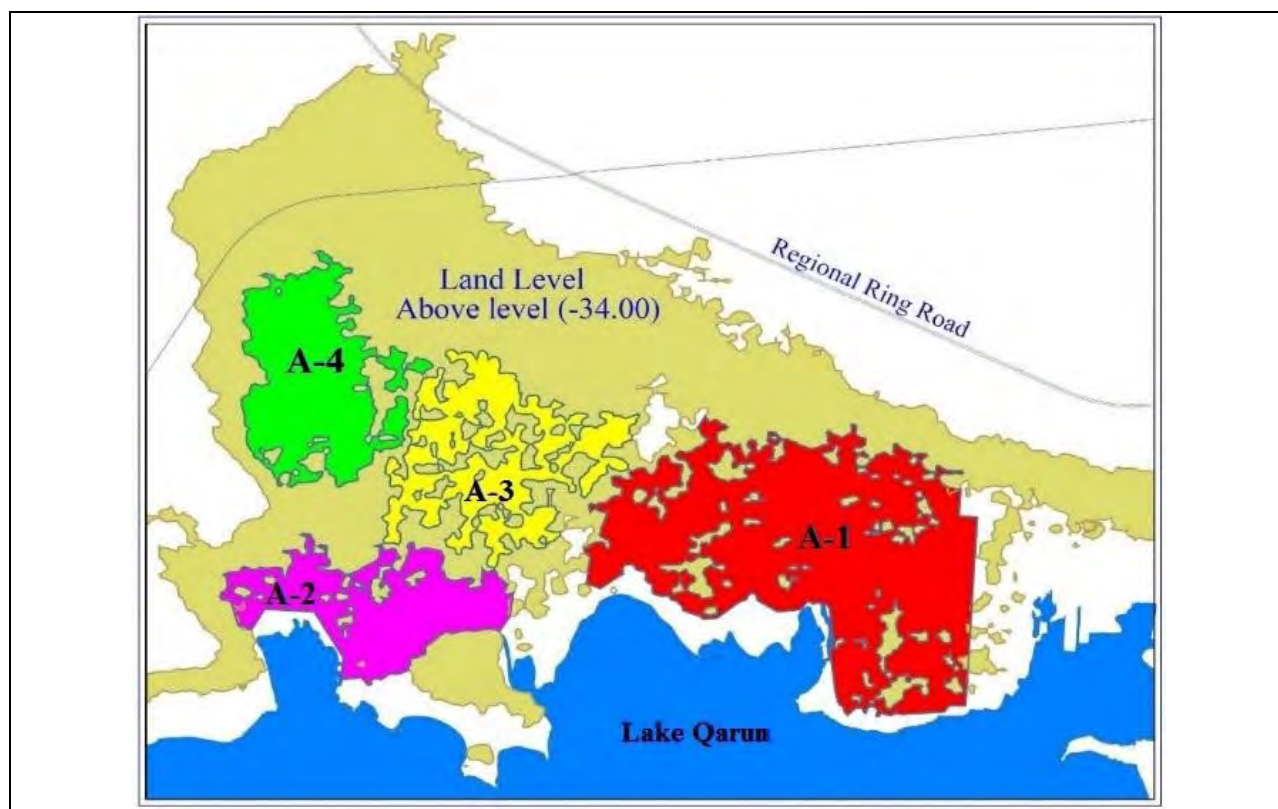 Regional Ring Road
Land Level
Above level (-34.00)
A-4
A-3
A-1
A-2
Lake Qarun